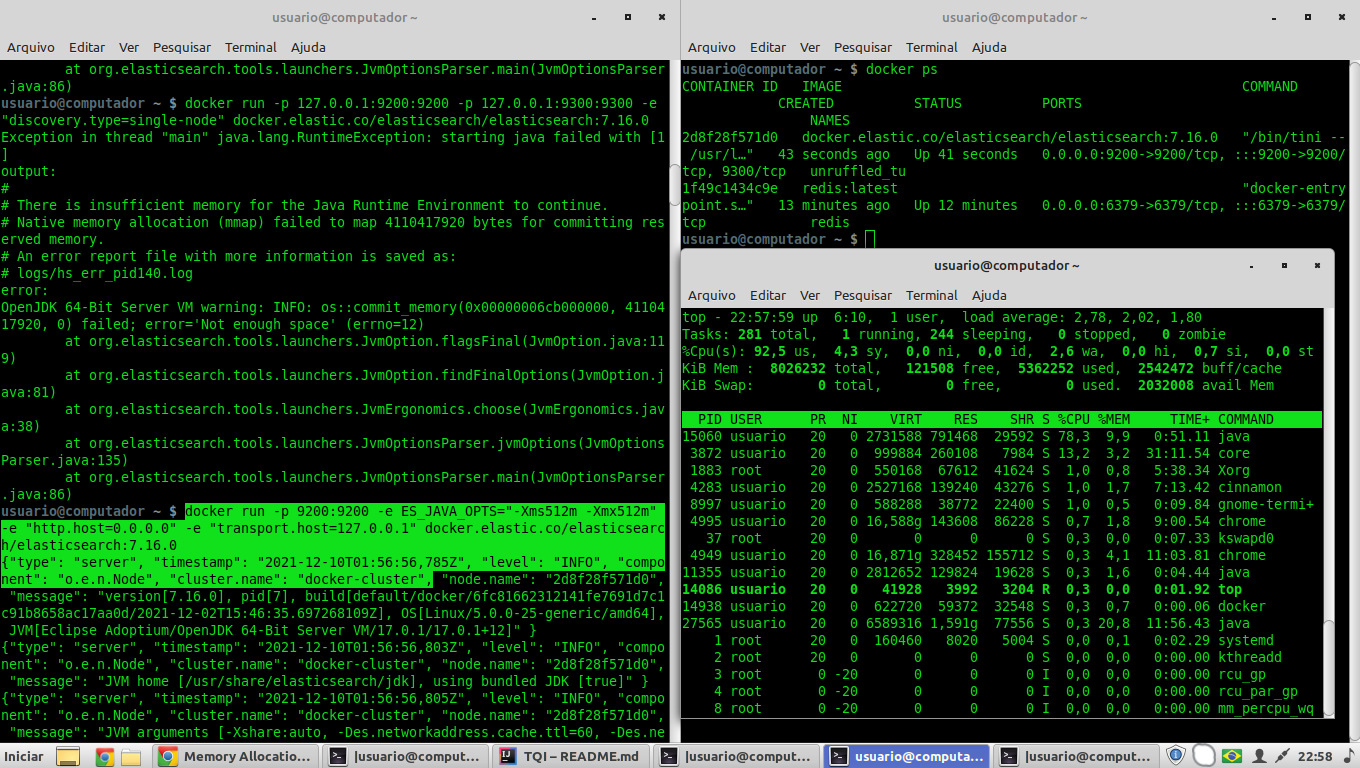 usuario@computador ~
Arquivo Editar Ver Pesquisar Terminal Ajuda
        at org.elasticsearch.tools.launchers.JvmOptionsParser.main(JvmOptionsParser
.java:86)
usuario@computador ~ $ docker run -p 127.0.0.1:9200:9200 -p 127.0.0.1:9300:9300 -e
"discovery.type=single-node" docker.elastic.co/elasticsearch/elasticsearch:7.16.0
Exception in thread "main" java.lang.RuntimeException: starting java failed with [1
]
output:
#
# There is insufficient memory for the Java Runtime Environment to continue.
# Native memory allocation (mmap) failed to map 4110417920 bytes for committing res
erved memory.
# An error report file with more information is saved as:
# logs/hs_err_pid140.log
error:
OpenJDK 64-Bit Server VM warning: INFO: os::commit_memory(0x00000006cb000000, 41104
17920, 0) failed; error='Not enough space' (errno=12)
        at org.elasticsearch.tools.launchers.JvmOption.flagsFinal(JvmOption.java:11
9)
        at org.elasticsearch.tools.launchers.JvmOption.findFinalOptions(JvmOption.j
ava:81)
        at org.elasticsearch.tools.launchers.JvmErgonomics.choose(JvmErgonomics.jav
a:38)
        at org.elasticsearch.tools.launchers.JvmOptionsParser.jvmOptions(JvmOptions
Parser.java:135)
        at org.elasticsearch.tools.launchers.JvmOptionsParser.main(JvmOptionsParser
.java:86)
usuario@computador ~ $ docker run -p 9200:9200 -e ES_JAVA_OPTS="-Xms512m -Xmx512m"
-e "http.host=0.0.0.0" -e "transport.host=127.0.0.1" docker.elastic.co/elasticsearc
h/elasticsearch:7.16.0
{"type": "server", "timestamp": "2021-12-10T01:56:56,785Z", "level": "INFO", "compo
nent": "o.e.n.Node", "cluster.name": "docker-cluster", "node.name": "2d8f28f571d0",
 "message": "version[7.16.0], pid[7], build[default/docker/6fc81662312141fe7691d7c1
c91b8658ac17aa0d/2021-12-02T15:46:35.697268109Z], OS[Linux/5.0.0-25-generic/amd64],
 JVM[Eclipse Adoptium/OpenJDK 64-Bit Server VM/17.0.1/17.0.1+12]" }
{"type": "server", "timestamp": "2021-12-10T01:56:56,803Z", "level": "INFO", "compo
nent": "o.e.n.Node", "cluster.name": "docker-cluster", "node.name": "2d8f28f571d0",
 "message": "JVM home [/usr/share/elasticsearch/jdk], using bundled JDK [true]" }
{"type": "server", "timestamp": "2021-12-10T01:56:56,805Z", "level": "INFO", "compo
nent": "o.e.n.Node", "cluster.name": "docker-cluster", "node.name": "2d8f28f571d0",
 "message": "JVM arguments [-Xshare:auto, -Des.networkaddress.cache.ttl=60, -Des.ne
usuario@computador ~
Arquivo Editar Ver Pesquisar Terminal Ajuda
usuario@computador ~ $ docker ps
CONTAINER ID   IMAGE                                                  COMMAND
            CREATED          STATUS          PORTS
                NAMES
2d8f28f571d0   docker.elastic.co/elasticsearch/elasticsearch:7.16.0   "/bin/tini --
 /usr/l…"   43 seconds ago   Up 41 seconds   0.0.0.0:9200->9200/tcp, :::9200->9200/
tcp, 9300/tcp   unruffled_tu
1f49c1434c9e   redis:latest                                           "docker-entry
point.s…"   13 minutes ago   Up 12 minutes   0.0.0.0:6379->6379/tcp, :::6379->6379/
tcp             redis
usuario@computador ~ $
usuario@computador ~
Arquivo Editar Ver Pesquisar Terminal Ajuda
top - 22:57:59 up  6:10,  1 user,  load average: 2,78, 2,02, 1,80
Tasks: 281 total,   1 running, 244 sleeping,   0 stopped,   0 zombie
%Cpu(s): 92,5 us,  4,3 sy,  0,0 ni,  0,0 id,  2,6 wa,  0,0 hi,  0,7 si,  0,0 st
KiB Mem :  8026232 total,   121508 free,  5362252 used,  2542472 buff/cache
KiB Swap:        0 total,        0 free,        0 used.  2032008 avail Mem
  PID USER      PR  NI    VIRT    RES    SHR S %CPU %MEM     TIME+ COMMAND
15060 usuario   20   0 2731588 791468  29592 S 78,3  9,9   0:51.11 java
 3872 usuario   20   0  999884 260108   7984 S 13,2  3,2  31:11.54 core
 1883 root      20   0  550168  67612  41624 S  1,0  0,8   5:38.34 Xorg
 4283 usuario   20   0 2527168 139240  43276 S  1,0  1,7   7:13.42 cinnamon
 8997 usuario   20   0  588288  38772  22400 S  1,0  0,5   0:09.84 gnome-termi+
 4995 usuario   20   0 16,588g 143608  86228 S  0,7  1,8   9:00.54 chrome
   37 root      20   0       0      0      0 S  0,3  0,0   0:07.33 kswapd0
 4949 usuario   20   0 16,871g 328452 155712 S  0,3  4,1  11:03.81 chrome
11355 usuario   20   0 2812652 129824  19628 S  0,3  1,6   0:04.44 java
14086 usuario   20   0   41928   3992   3204 R  0,3  0,0   0:01.92 top
14938 usuario   20   0  622720  59372  32548 S  0,3  0,7   0:00.06 docker
27565 usuario   20   0 6589316 1,591g  77556 S  0,3 20,8  11:56.43 java
    1 root      20   0  160460   8020   5004 S  0,0  0,1   0:02.29 systemd
    2 root      20   0       0      0      0 S  0,0  0,0   0:00.00 kthreadd
    3 root       0 -20       0      0      0 I  0,0  0,0   0:00.00 rcu_gp
    4 root       0 -20       0      0      0 I  0,0  0,0   0:00.00 rcu_par_gp
    8 root       0 -20       0      0      0 I  0,0  0,0   0:00.00 mm_percpu_wq
Iniciar Memory Allocatio... |usuario@comput... TQI – README.md |usuario@comput... usuario@computa... |usuario@comput... 22:58